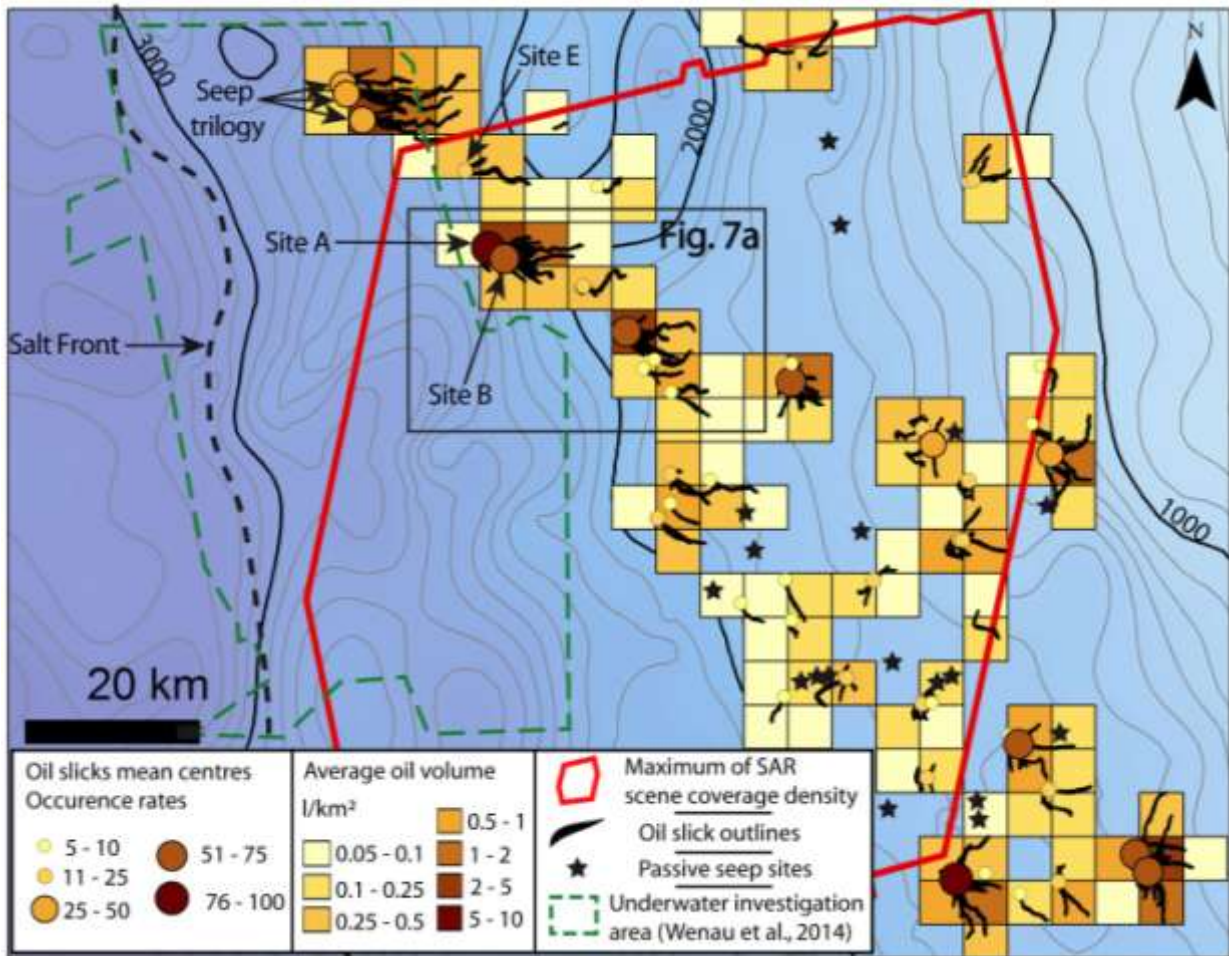 N
3000
Seep
trilogy
Site E
2000
Site A
Fig. 7a
Salt Front
Site B
1000
20 km
Oil slicks mean centres
Occurence rates
5 - 10
11 - 25
25 - 50
51 - 75
76 - 100
Average oil volume
l/km²
0.05 - 0.1
0.1 - 0.25
0.25 - 0.5
0.5 - 1
1 - 2
2 - 5
5 - 10
Maximum of SAR
scene coverage density
Oil slick outlines
Passive seep sites
Underwater investigation
area (Wenau et al., 2014)